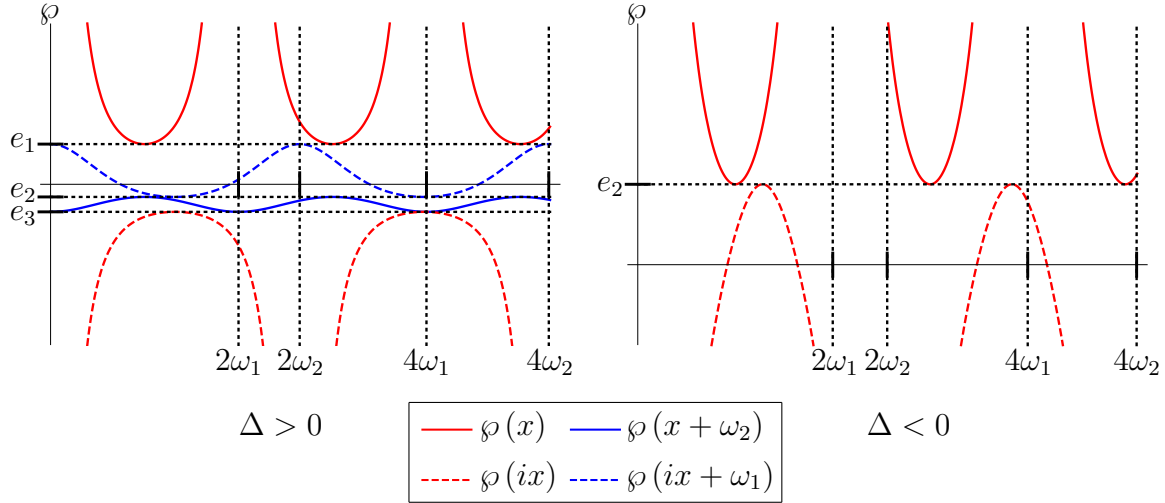 ℘
e₁
e₂
e₃
2ω₁ 2ω₂ 4ω₁ 4ω₂
Δ > 0
e₂
2ω₁ 2ω₂ 4ω₁ 4ω₂
Δ < 0
℘(x) ℘(x + ω₂)
℘(ix) ℘(ix + ω₁)